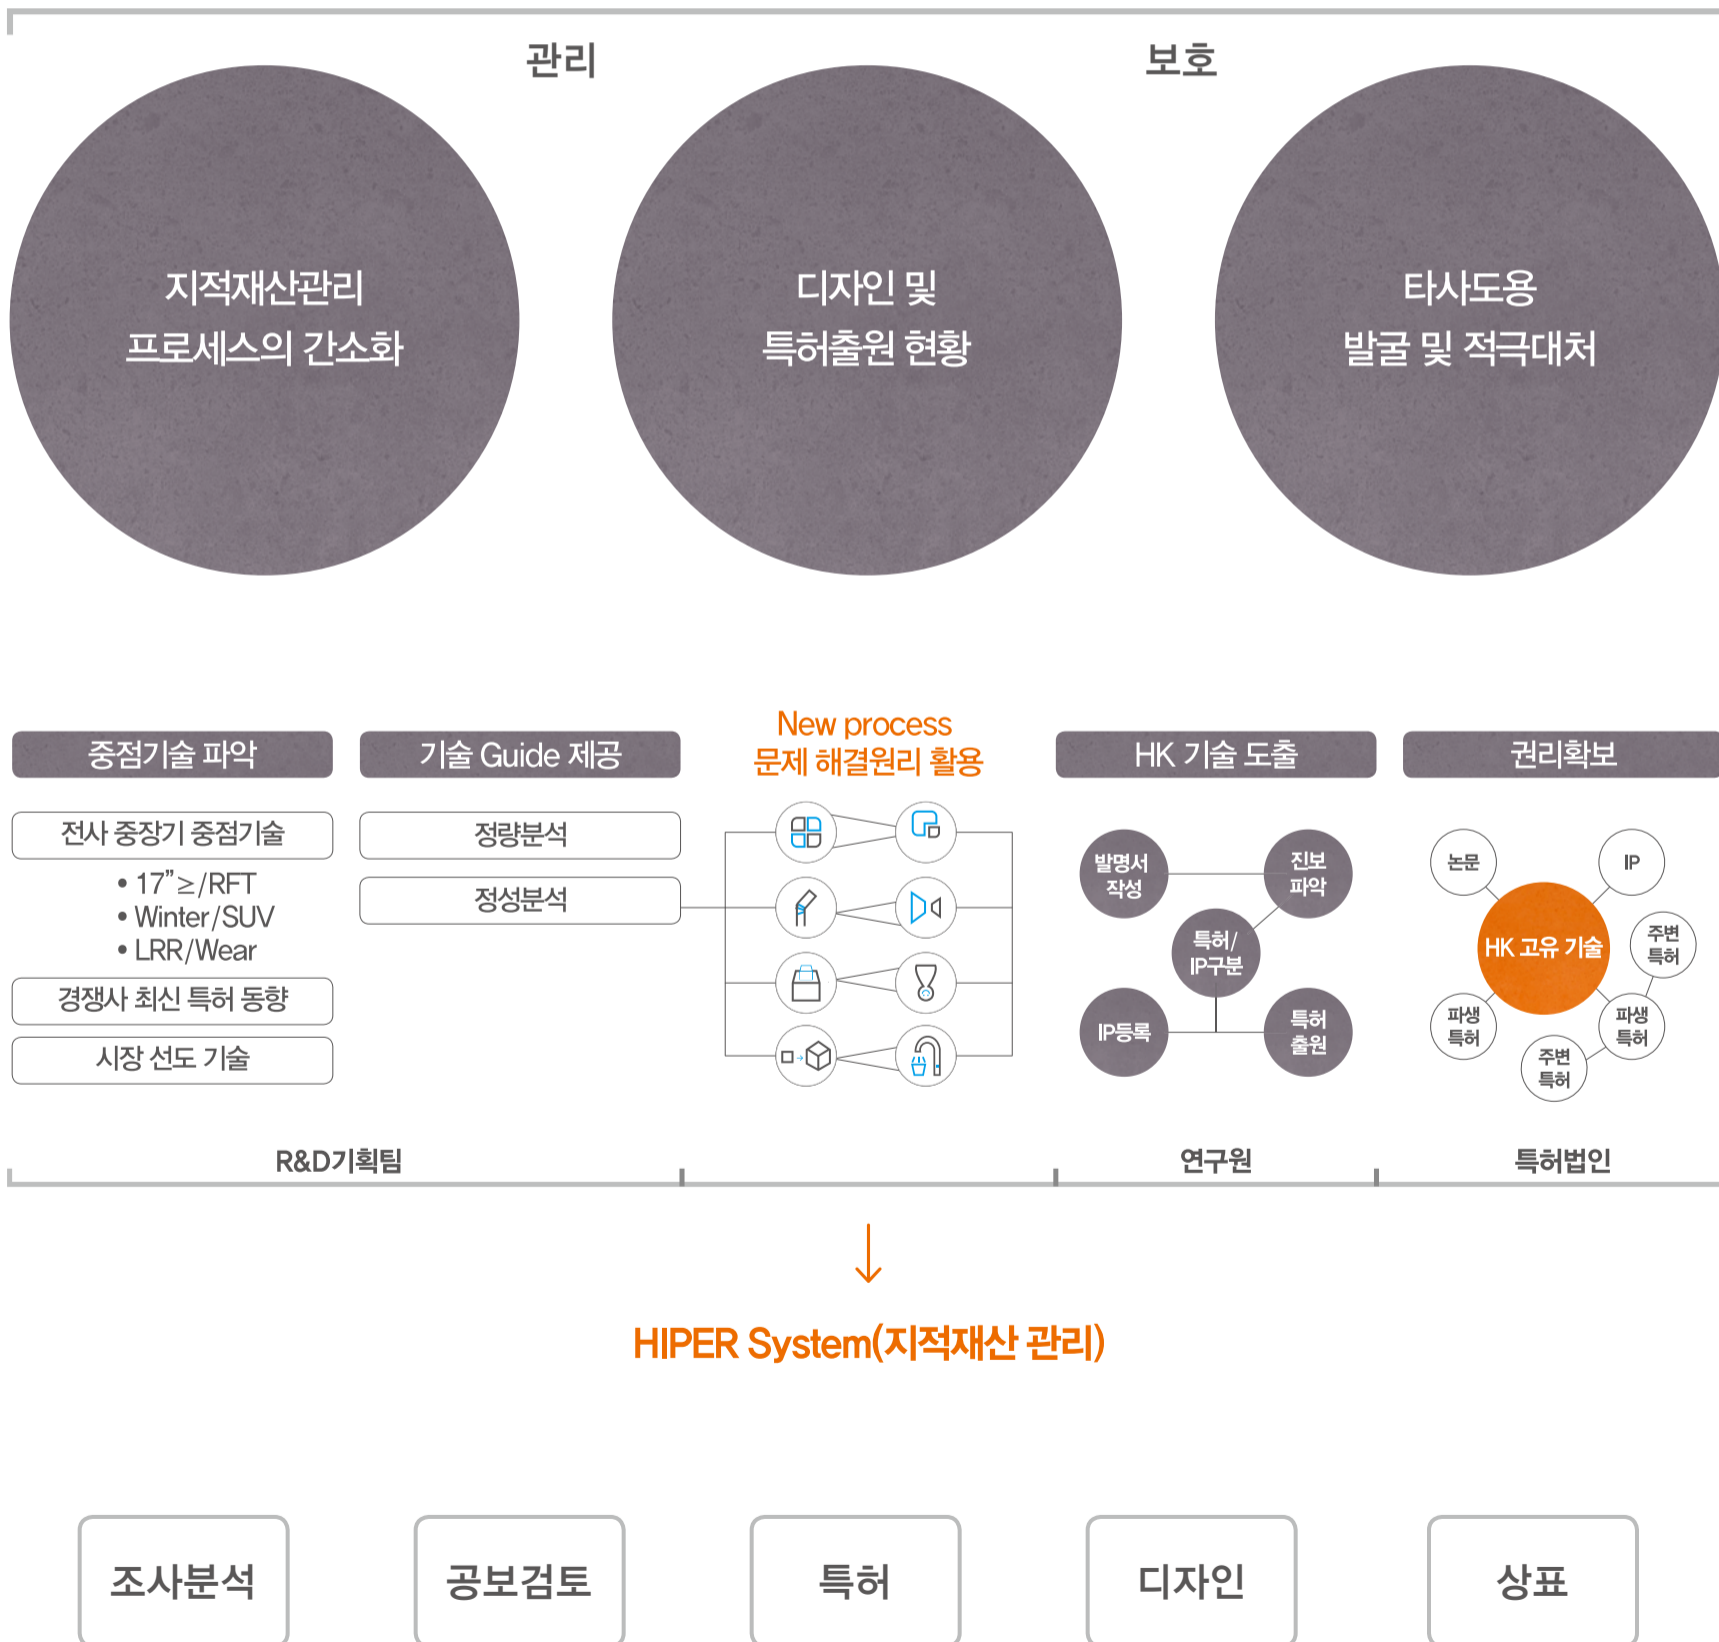 관리
보호
지적재산관리
프로세스의 간소화
디자인 및
특허출원 현황
타사도용
발굴 및 적극대처
중점기술 파악
전사 중장기 중점기술
• 17”≥/RFT
• Winter/SUV
• LRR/Wear
경쟁사 최신 특허 동향
시장 선도 기술
기술 Guide 제공
정량분석
정성분석
New process
문제 해결원리 활용
HK 기술 도출
발명서
작성
진보
파악
특허/
IP구분
IP등록
특허
출원
권리확보
논문
IP
HK 고유 기술
주변
특허
파생
특허
파생
특허
주변
특허
R&D기획팀
연구원
특허법인
HIPER System(지적재산 관리)
조사분석
공보검토
특허
디자인
상표